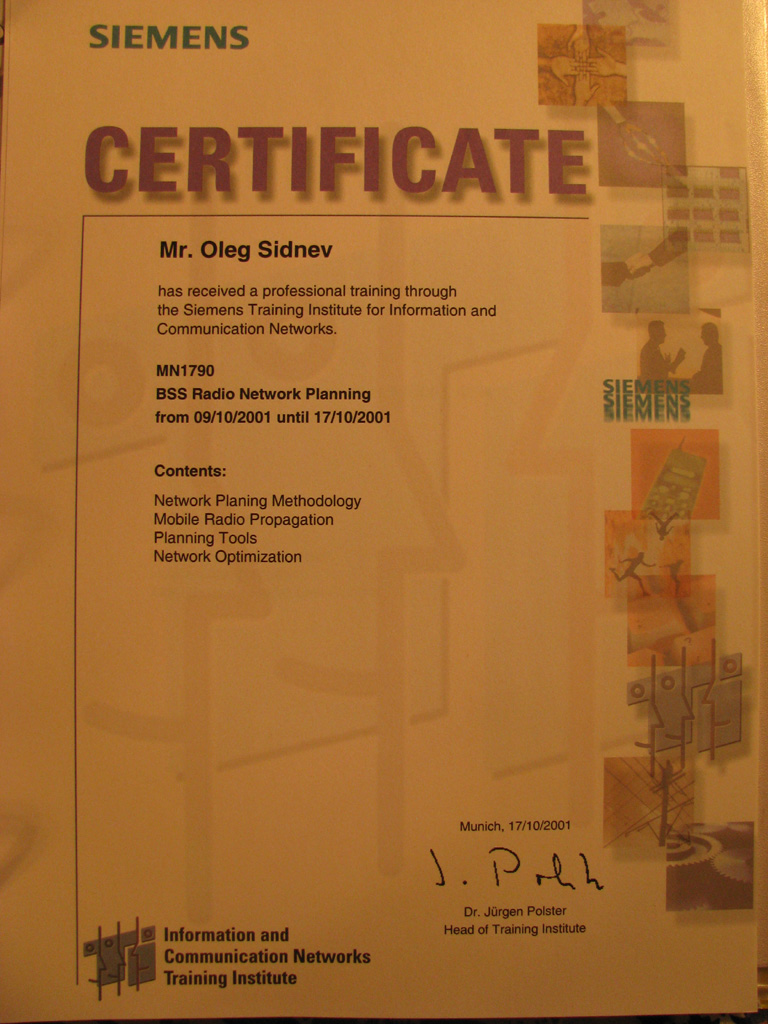 SIEMENS
CERTIFICATE
Mr. Oleg Sidnev
has received a professional training through
the Siemens Training Institute for Information and
Communication Networks.
MN1790
BSS Radio Network Planning
from 09/10/2001 until 17/10/2001
SIEMENS
SIEMENS
SIEMENS
Contents:
Network Planing Methodology
Mobile Radio Propagation
Planning Tools
Network Optimization
Munich, 17/10/2001
J. Polster
Dr. Jürgen Polster
Head of Training Institute
Information and
Communication Networks
Training Institute